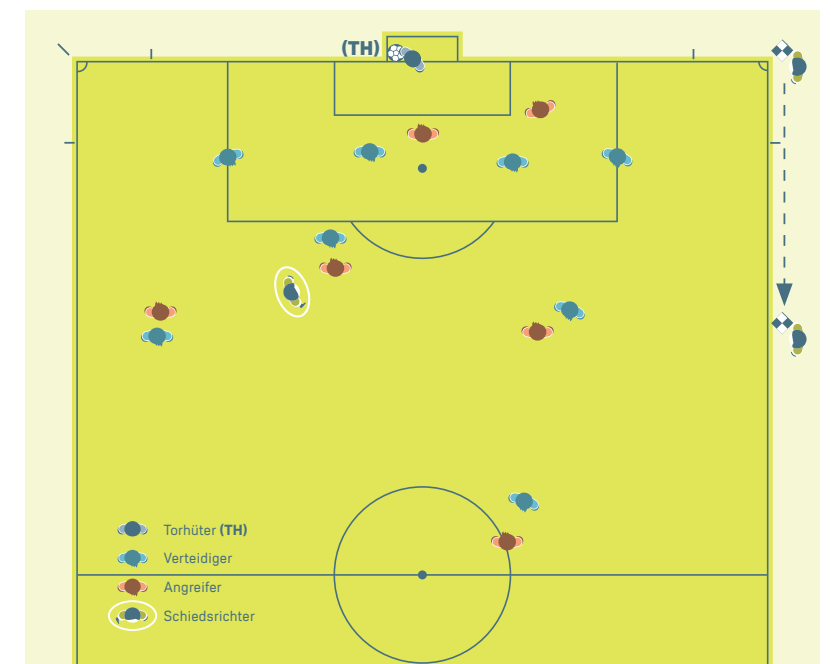 (TH)
Torhüter (TH)
Verteidiger
Angreifer
Schiedsrichter